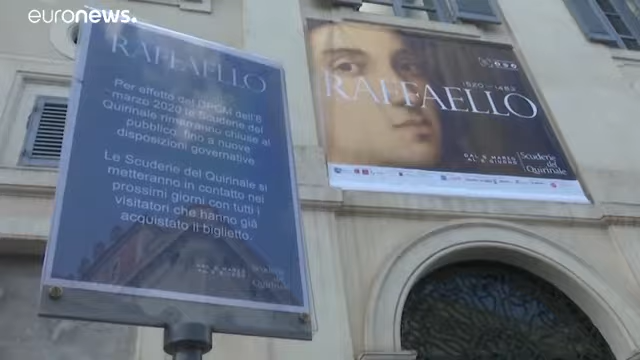 euronews.
RAFFAELLO
Per effetto del DPCM dell'8
marzo 2020 le Scuderie del
Quirinale rimarranno chiuse al
pubblico, fino a nuove
disposizioni governative
Le Scuderie del Quirinale si
metteranno in contatto nei
prossimi giorni con tutti i
visitatori che hanno già
acquistato il biglietto.
Scuderie
del Quirinale
RAFFAELLO
1520 – 1483
Scuderie
del Quirinale